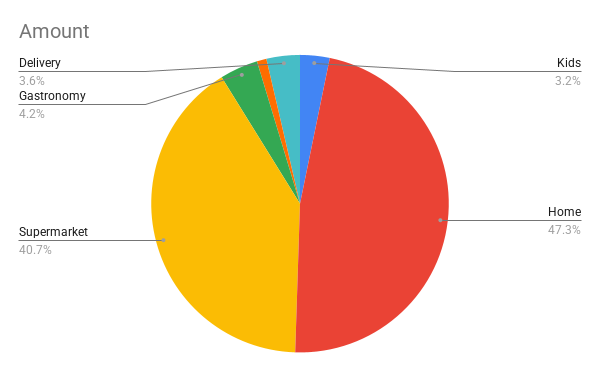 Amount
Delivery
3.6%
Gastronomy
4.2%
Supermarket
40.7%
Kids
3.2%
Home
47.3%